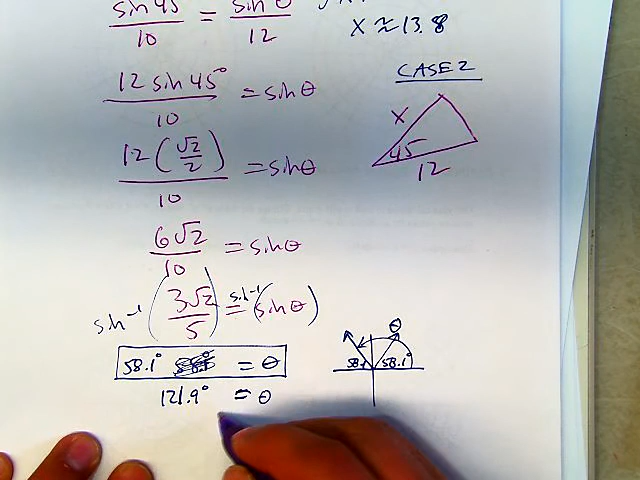 sin 45 / 10 = sin θ / 12
x ≈ 13.8
CASE 2
12 sin 45° / 10 = sin θ
x
45
12
12 (√2 / 2) / 10 = sin θ
6√2 / 10 = sin θ
sin⁻¹ (3√2 / 5) = sin⁻¹ (sin θ)
θ
58.1 58.1°
58.1° = θ
121.9° = θ